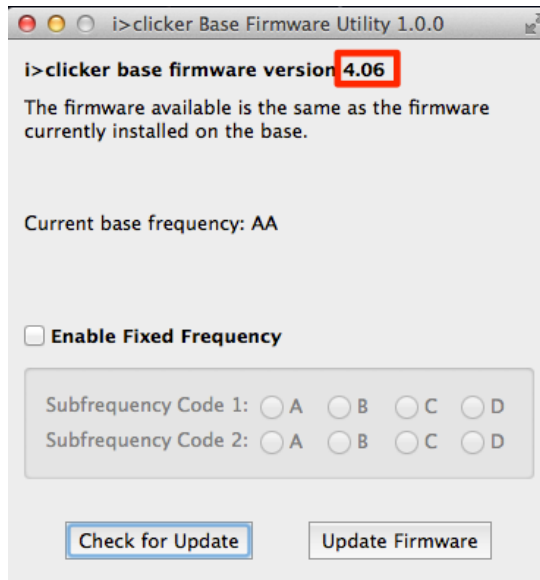 i>clicker Base Firmware Utility 1.0.0
i>clicker base firmware version 4.06
The firmware available is the same as the firmware
currently installed on the base.
Current base frequency: AA
Enable Fixed Frequency
Subfrequency Code 1: A B C D
Subfrequency Code 2: A B C D
Check for Update Update Firmware